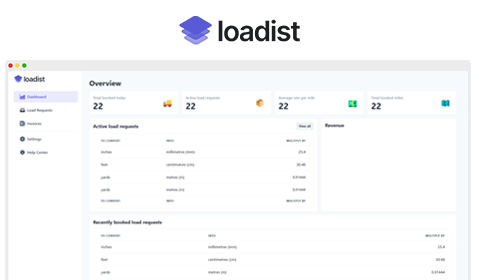 loadist
loadist
Overview
Dashboard
Load Requests
Invoices
Settings
Help Center
Total booked today
22
Active load requests
22
Average rate per mile
22
Total booked today
22
Active load requests
View all
Revenue
TO CONVERT INTO MULTIPLY BY
inches millimetres (mm) 25.4
feet centimetres (cm) 30.48
yards metres (m) 0.91444
yards metres (m) 0.91444
TO CONVERT INTO MULTIPLY BY
Recently booked load requests
TO CONVERT INTO MULTIPLY BY
inches millimetres (mm) 25.4
feet centimetres (cm) 30.48
yards metres (m) 0.91444